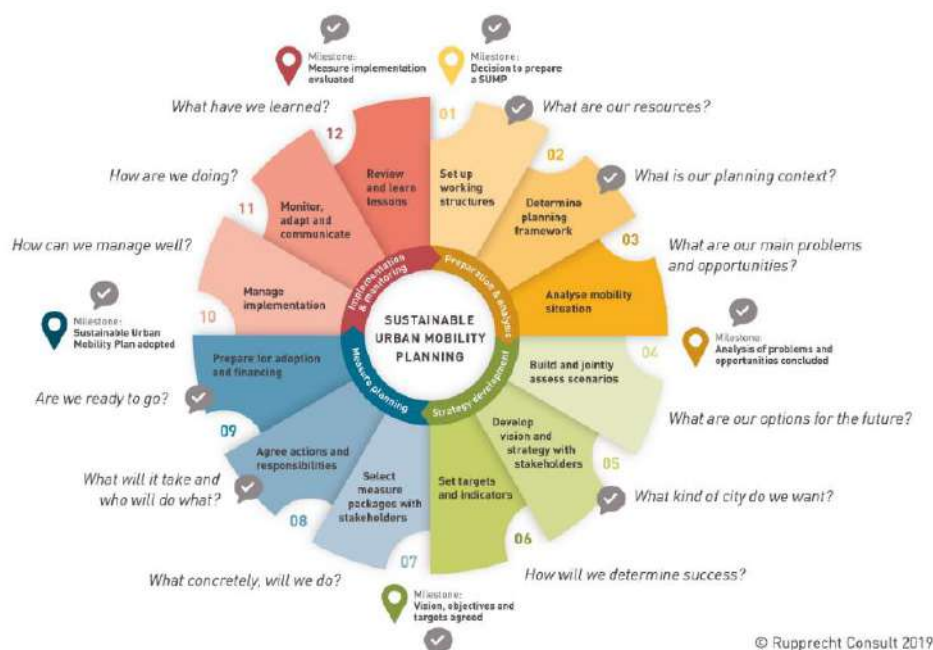 Milestone:
Measure implementation
evaluated
Milestone:
Decision to prepare
a SUMP
What have we learned?
What are our resources?
12
01
02
Review
and learn
lessons
Set up
working
structures
How are we doing?
What is our planning context?
11
Monitor,
adapt and
communicate
Determine
planning
framework
03
How can we manage well?
What are our main problems
and opportunities?
10
Manage
implementation
Analyse mobility
situation
Implementation
& monitoring
Preparation & analysis
SUSTAINABLE
URBAN MOBILITY
PLANNING
Measure planning
Strategy development
Milestone:
Sustainable Urban
Mobility Plan adopted
Milestone:
Analysis of problems and
opportunities concluded
Prepare for adoption
and financing
Build and jointly
assess scenarios
04
Are we ready to go?
What are our options for the future?
09
Agree actions and
responsibilities
Develop
vision and
strategy with
stakeholders
05
What will it take and
who will do what?
What kind of city do we want?
08
Select
measure
packages with
stakeholders
Set targets
and indicators
07
06
What concretely, will we do?
How will we determine success?
Milestone:
Vision, objectives and
targets agreed
© Rupprecht Consult 2019